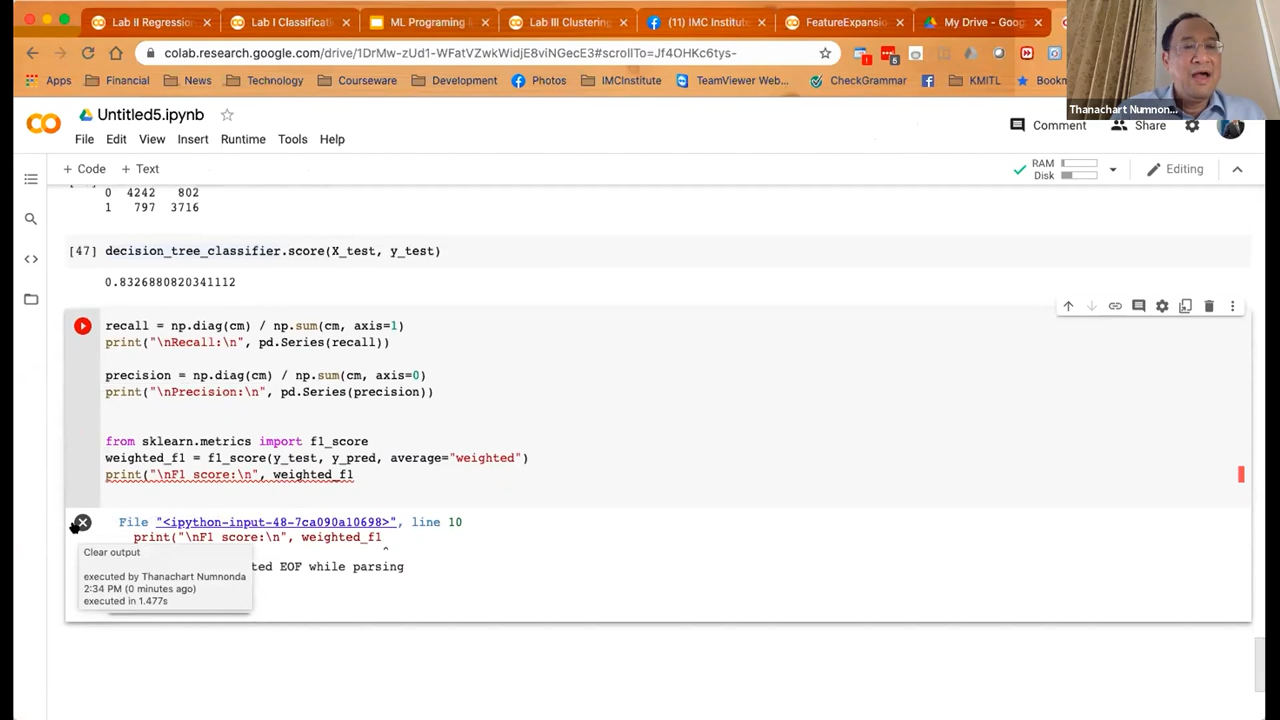 Lab II Regression
Lab I Classificati
ML Programing i
Lab III Clustering
(11) IMC Institute
FeatureExpansio
My Drive - Goog
colab.research.google.com/drive/1DrMw-zUd1-WFatVZwkWidjE8viNGecE3#scrollTo=Jf4OHKc6tys-
Apps
Financial
News
Technology
Courseware
Development
Photos
IMCInstitute
TeamViewer Web...
CheckGrammar
KMITL
Bookm
Thanachart Numnon...
Untitled5.ipynb
File Edit View Insert Runtime Tools Help
Comment
Share
+ Code + Text
RAM
Disk
Editing
0 4242 802
1 797 3716
[47] decision_tree_classifier.score(X_test, y_test)
0.8326880820341112
recall = np.diag(cm) / np.sum(cm, axis=1)
print("\nRecall:\n", pd.Series(recall))
precision = np.diag(cm) / np.sum(cm, axis=0)
print("\nPrecision:\n", pd.Series(precision))
from sklearn.metrics import f1_score
weighted_f1 = f1_score(y_test, y_pred, average="weighted")
print("\nF1 score:\n", weighted_f1
File "<ipython-input-48-7ca090a10698>", line 10
print("\nF1 score:\n", weighted_f1
^
ted EOF while parsing
Clear output
executed by Thanachart Numnonda
2:34 PM (0 minutes ago)
executed in 1.477s